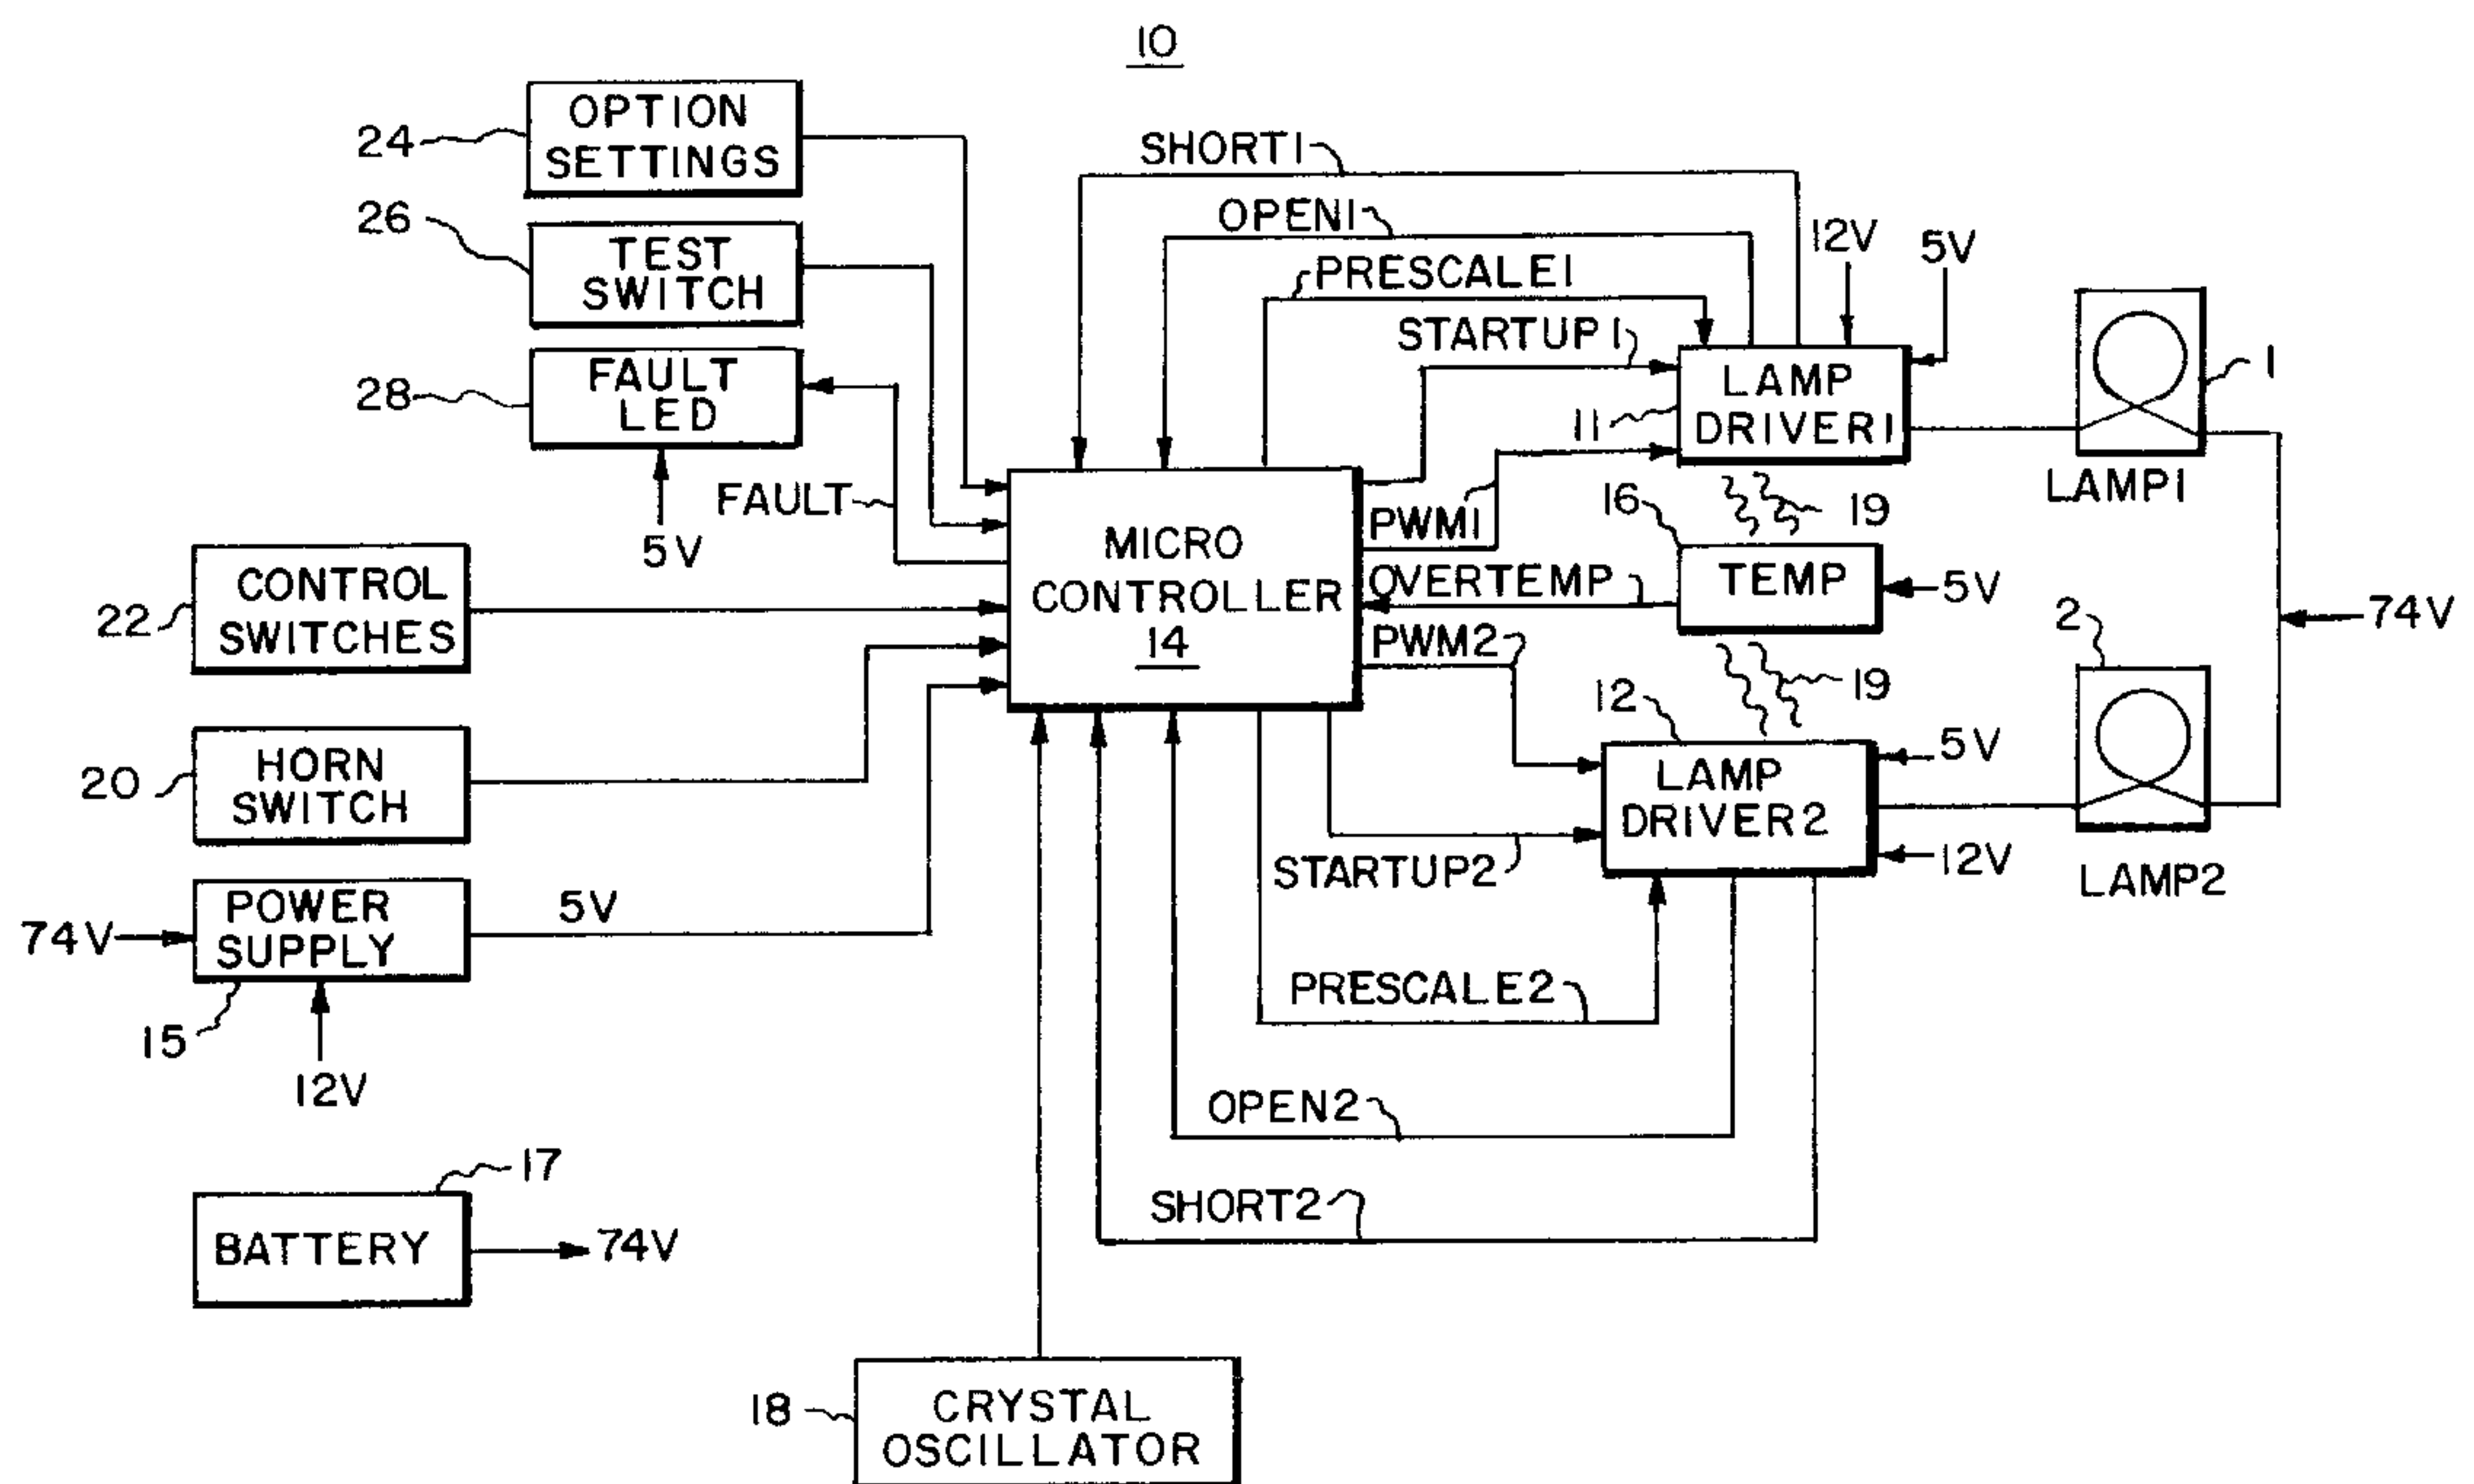 10
OPTION
SETTINGS
24
TEST
SWITCH
26
FAULT
LED
28
5V
FAULT
CONTROL
SWITCHES
22
HORN
SWITCH
20
POWER
SUPPLY
74V
5V
15
12V
17
BATTERY
74V
18
CRYSTAL
OSCILLATOR
MICRO
CONTROLLER
14
SHORT1
OPEN1
PRESCALE1
STARTUP1
PWM1
OVERTEMP
PWM2
STARTUP2
PRESCALE2
OPEN2
SHORT2
12V
5V
LAMP
DRIVER1
11
1
LAMP1
19
16
TEMP
5V
74V
19
2
12
LAMP
DRIVER2
5V
12V
LAMP2